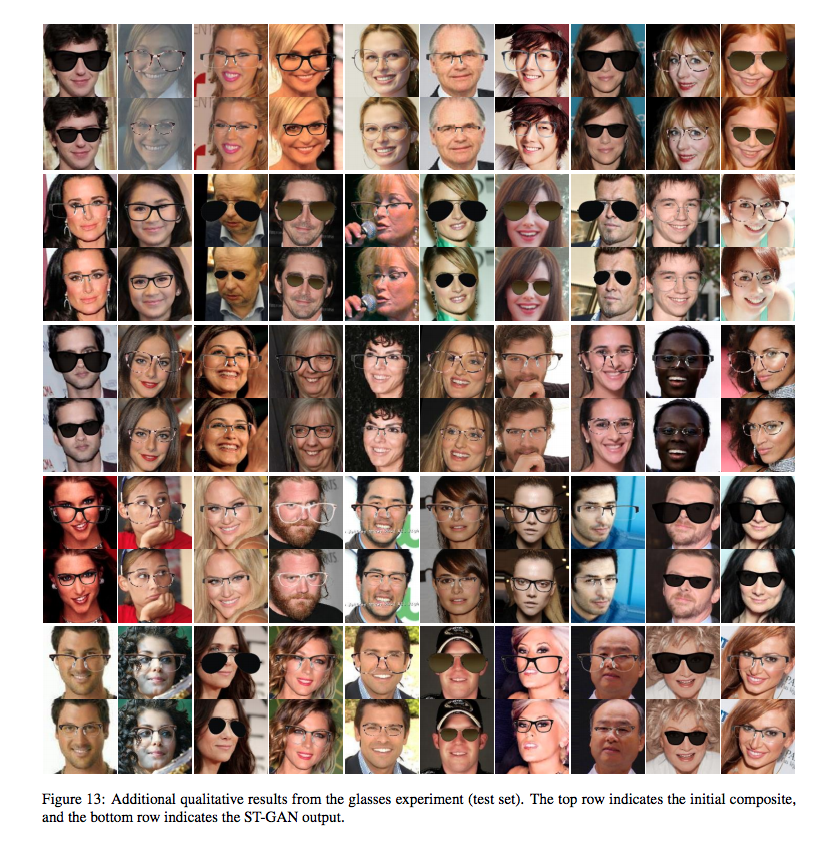 Figure 13: Additional qualitative results from the glasses experiment (test set). The top row indicates the initial composite,
and the bottom row indicates the ST-GAN output.